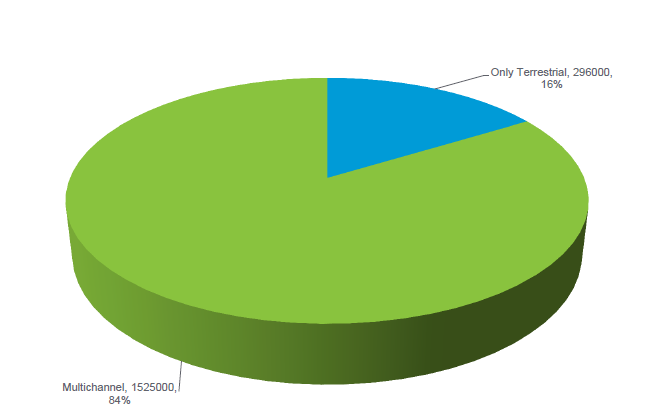 Only Terrestrial, 296000,
16%
Multichannel, 1525000,
84%